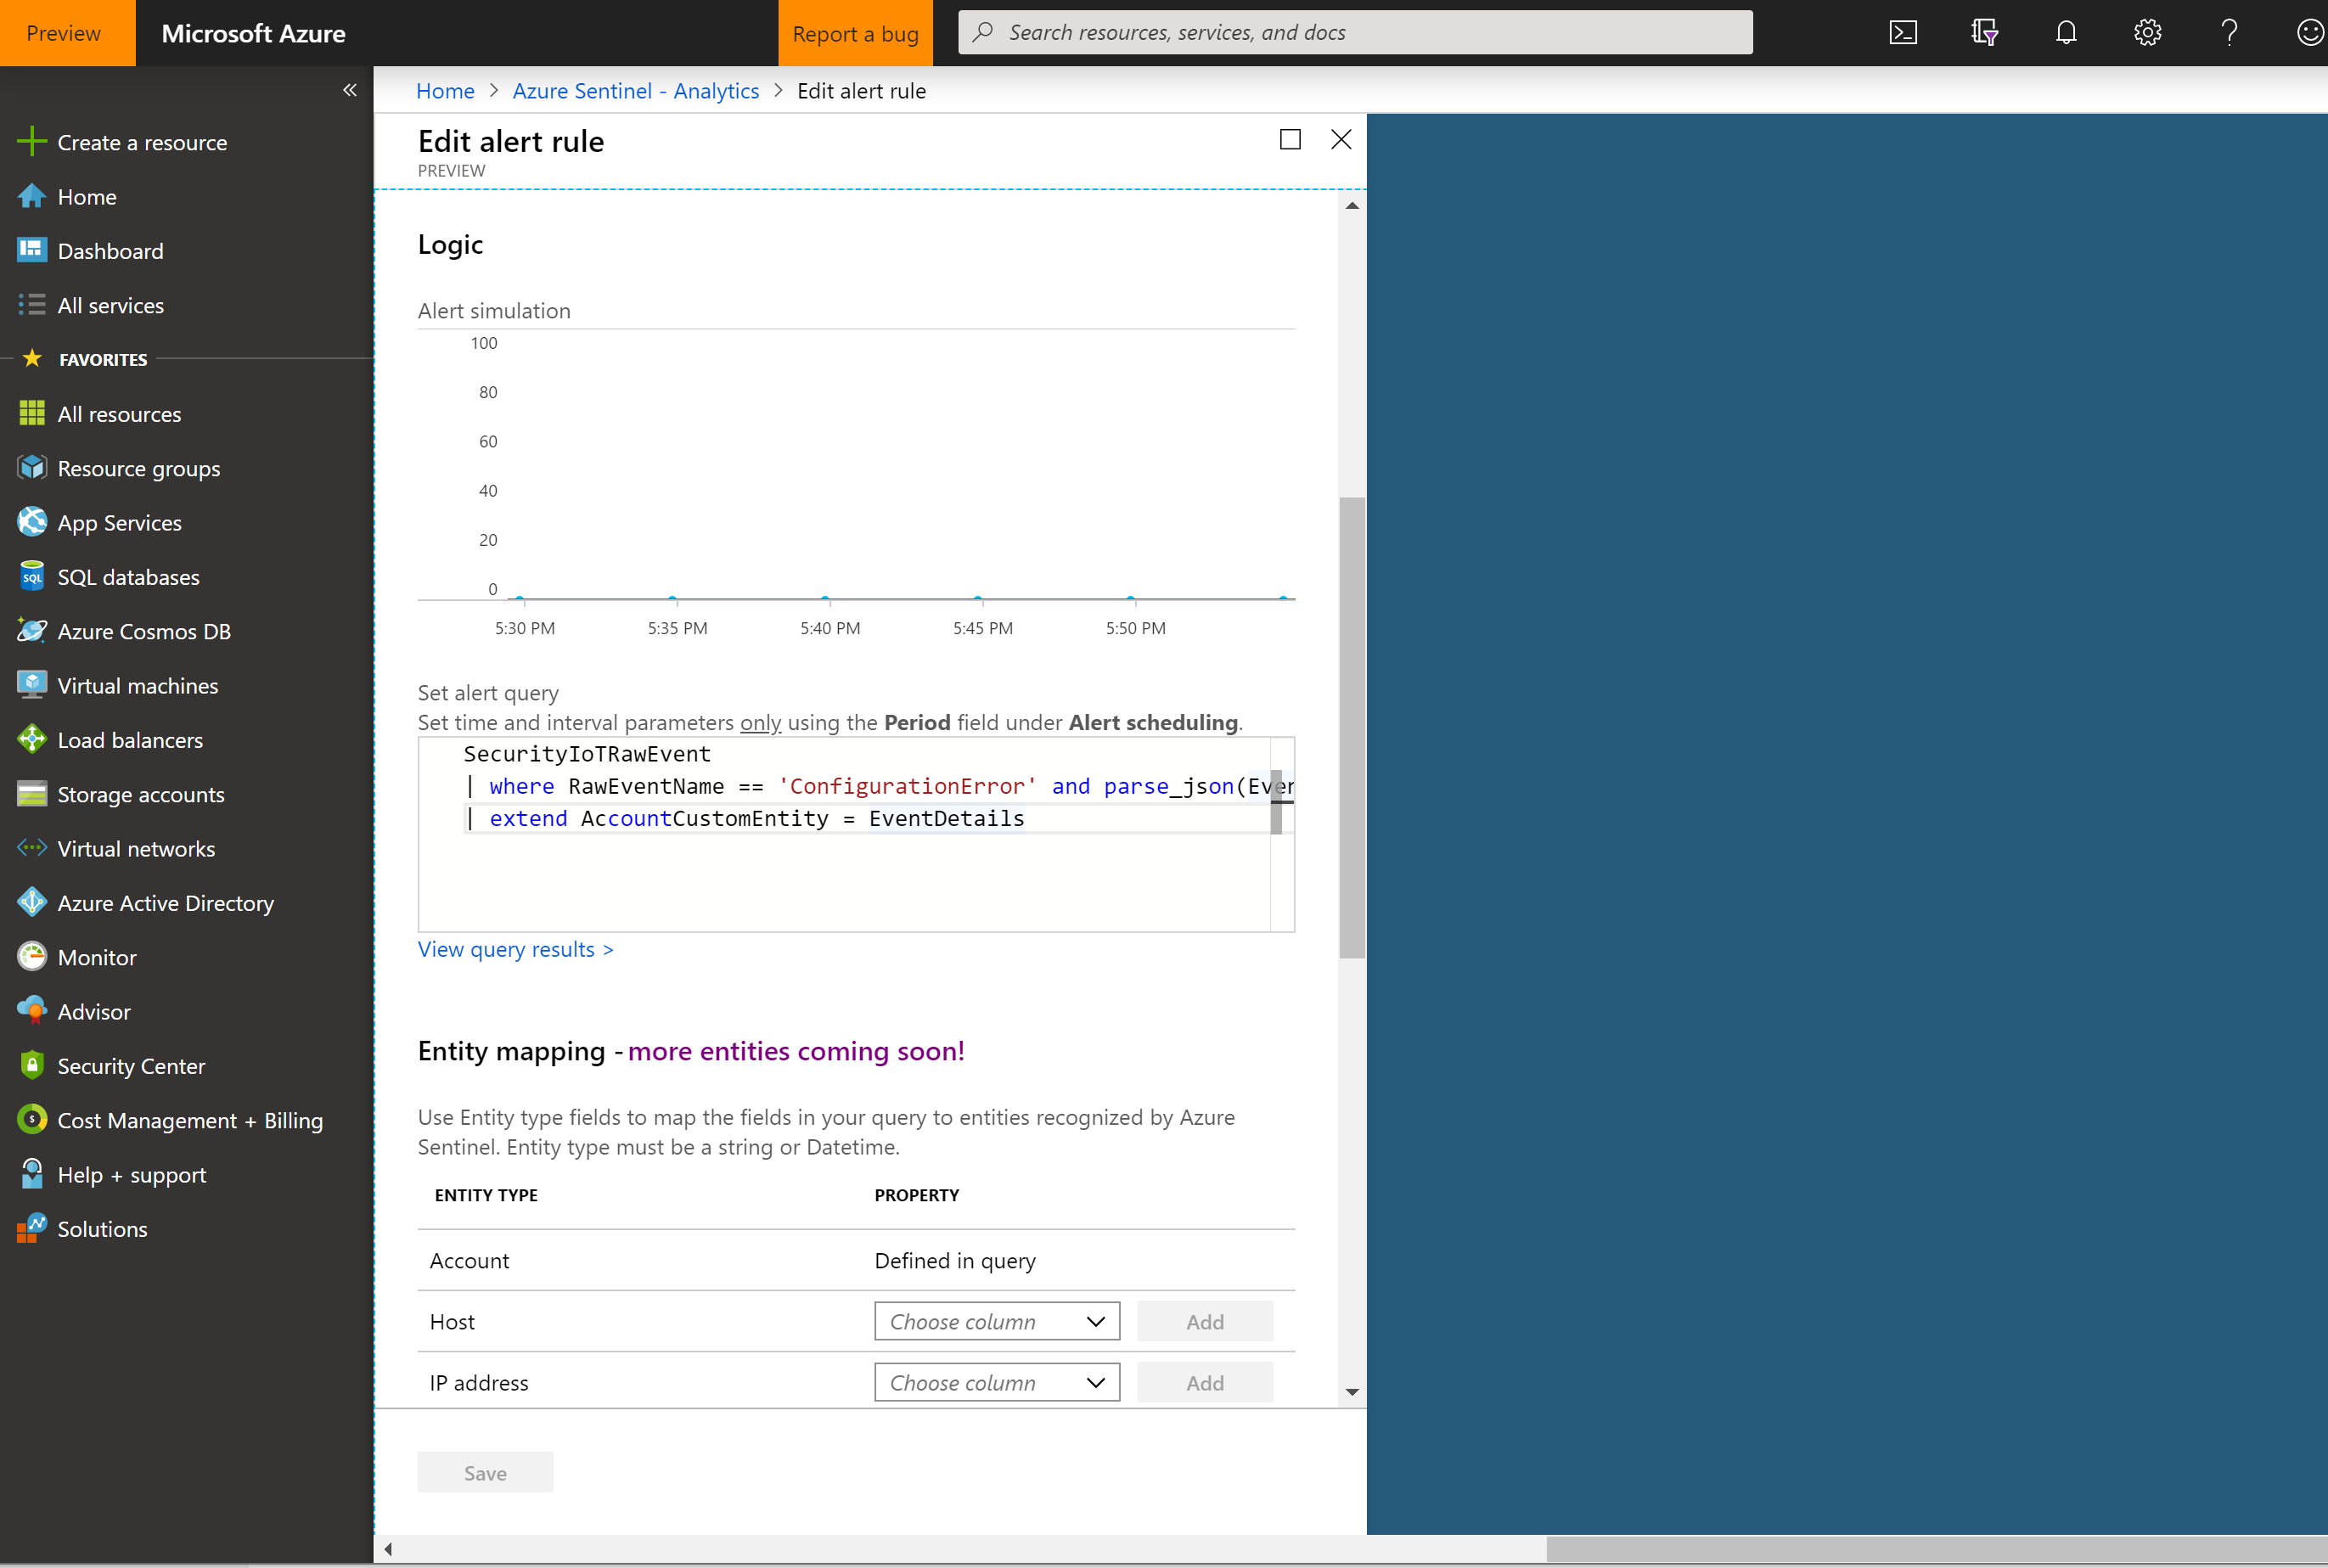 Preview
Microsoft Azure
Report a bug
Search resources, services, and docs
Create a resource
Home
Dashboard
All services
FAVORITES
All resources
Resource groups
App Services
SQL databases
Azure Cosmos DB
Virtual machines
Load balancers
Storage accounts
Virtual networks
Azure Active Directory
Monitor
Advisor
Security Center
Cost Management + Billing
Help + support
Solutions
Home > Azure Sentinel - Analytics > Edit alert rule
Edit alert rule
PREVIEW
Logic
Alert simulation
100
80
60
40
20
0
5:30 PM 5:35 PM 5:40 PM 5:45 PM 5:50 PM
Set alert query
Set time and interval parameters only using the Period field under Alert scheduling.
SecurityIoTRawEvent
| where RawEventName == 'ConfigurationError' and parse_json(Even
| extend AccountCustomEntity = EventDetails
View query results >
Entity mapping - more entities coming soon!
Use Entity type fields to map the fields in your query to entities recognized by Azure
Sentinel. Entity type must be a string or Datetime.
ENTITY TYPE PROPERTY
Account Defined in query
Host Choose column Add
IP address Choose column Add
Save